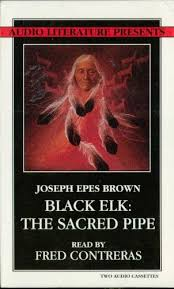 AUDIO LITERATURE PRESENTS
JOSEPH EPES BROWN
BLACK ELK:
THE SACRED PIPE
READ BY
FRED CONTRERAS
TWO AUDIO CASSETTES